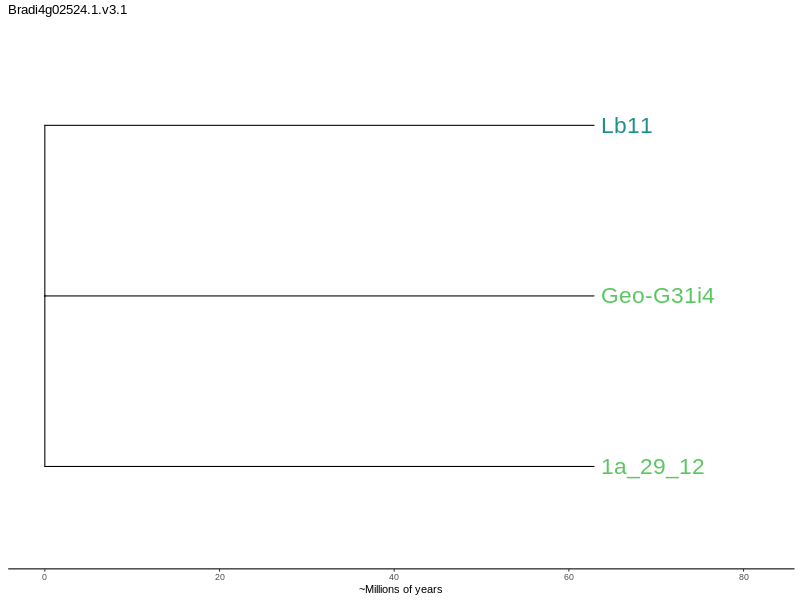 Bradi4g02524.1.v3.1
Lb11
Geo-G31i4
1a_29_12
0 20 40 60 80
~Millions of years